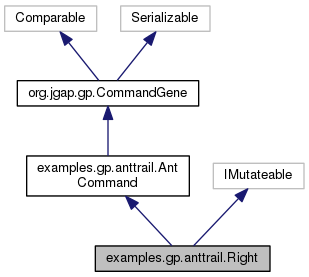 Comparable
Serializable
org.jgap.gp.CommandGene
examples.gp.anttrail.Ant
Command
IMutateable
examples.gp.anttrail.Right